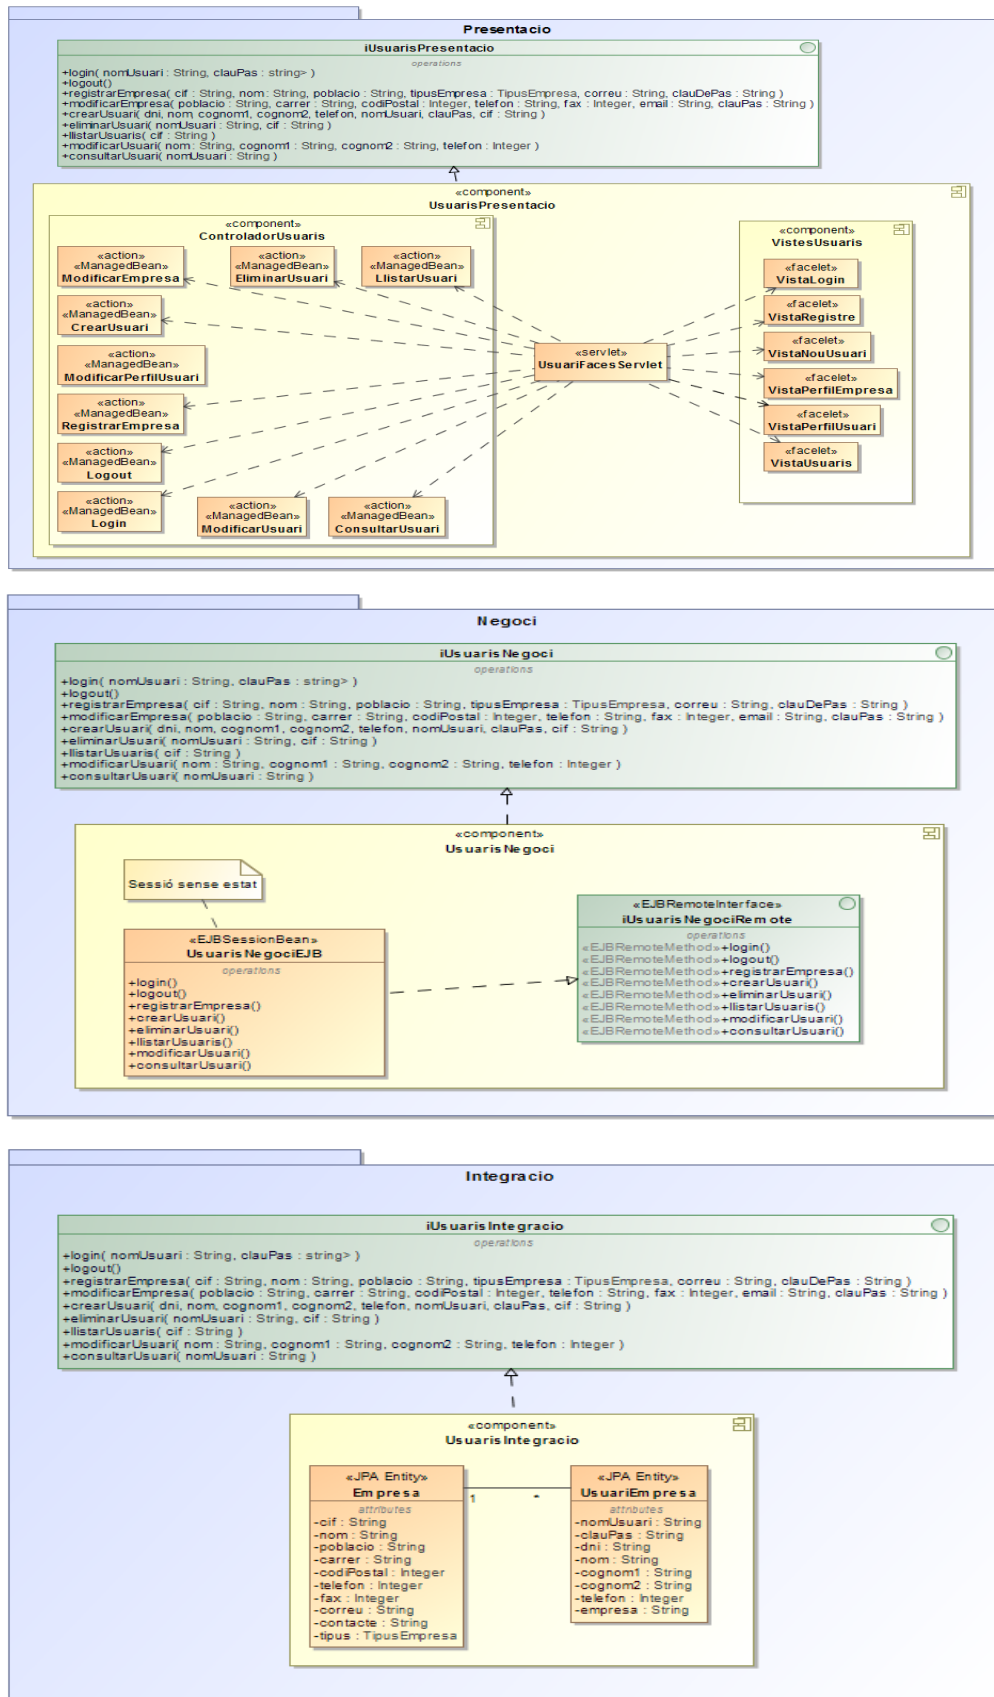 Presentacio
iUsuarisPresentacio
operations
+login( nomUsuari : String, clauPas : string> )
+logout()
+registrarEmpresa( cif : String, nom : String, poblacio : String, tipusEmpresa : TipusEmpresa, correu : String, clauDePas : String )
+modificarEmpresa( poblacio : String, carrer : String, codiPostal : Integer, telefon : String, fax : Integer, email : String, clauPas : String )
+crearUsuari( dni, nom, cognom1, cognom2, telefon, nomUsuari, clauPas, cif : String )
+eliminarUsuari( nomUsuari : String, cif : String )
+llistarUsuaris( cif : String )
+modificarUsuari( nom : String, cognom1 : String, cognom2 : String, telefon : Integer )
+consultarUsuari( nomUsuari : String )
«component»
UsuarisPresentacio
«component»
ControladorUsuaris
«action»
«ManagedBean»
ModificarEmpresa
«action»
«ManagedBean»
EliminarUsuari
«action»
«ManagedBean»
LlistarUsuari
«action»
«ManagedBean»
CrearUsuari
«action»
«ManagedBean»
ModificarPerfilUsuari
«action»
«ManagedBean»
RegistrarEmpresa
«action»
«ManagedBean»
Logout
«action»
«ManagedBean»
Login
«action»
«ManagedBean»
ModificarUsuari
«action»
«ManagedBean»
ConsultarUsuari
«servlet»
UsuariFacesServlet
«component»
VistesUsuaris
«facelet»
VistaLogin
«facelet»
VistaRegistre
«facelet»
VistaNouUsuari
«facelet»
VistaPerfilEmpresa
«facelet»
VistaPerfilUsuari
«facelet»
VistaUsuaris
Negoci
iUsuarisNegoci
operations
+login( nomUsuari : String, clauPas : string> )
+logout()
+registrarEmpresa( cif : String, nom : String, poblacio : String, tipusEmpresa : TipusEmpresa, correu : String, clauDePas : String )
+modificarEmpresa( poblacio : String, carrer : String, codiPostal : Integer, telefon : String, fax : Integer, email : String, clauPas : String )
+crearUsuari( dni, nom, cognom1, cognom2, telefon, nomUsuari, clauPas, cif : String )
+eliminarUsuari( nomUsuari : String, cif : String )
+llistarUsuaris( cif : String )
+modificarUsuari( nom : String, cognom1 : String, cognom2 : String, telefon : Integer )
+consultarUsuari( nomUsuari : String )
«component»
UsuarisNegoci
Sessió sense estat
«EJBSessionBean»
UsuarisNegociEJB
operations
+login()
+logout()
+registrarEmpresa()
+crearUsuari()
+eliminarUsuari()
+llistarUsuaris()
+modificarUsuari()
+consultarUsuari()
«EJBRemoteInterface»
iUsuarisNegociRemote
operations
«EJBRemoteMethod»+login()
«EJBRemoteMethod»+logout()
«EJBRemoteMethod»+registrarEmpresa()
«EJBRemoteMethod»+crearUsuari()
«EJBRemoteMethod»+eliminarUsuari()
«EJBRemoteMethod»+llistarUsuaris()
«EJBRemoteMethod»+modificarUsuari()
«EJBRemoteMethod»+consultarUsuari()
Integracio
iUsuarisIntegracio
operations
+login( nomUsuari : String, clauPas : string> )
+logout()
+registrarEmpresa( cif : String, nom : String, poblacio : String, tipusEmpresa : TipusEmpresa, correu : String, clauDePas : String )
+modificarEmpresa( poblacio : String, carrer : String, codiPostal : Integer, telefon : String, fax : Integer, email : String, clauPas : String )
+crearUsuari( dni, nom, cognom1, cognom2, telefon, nomUsuari, clauPas, cif : String )
+eliminarUsuari( nomUsuari : String, cif : String )
+llistarUsuaris( cif : String )
+modificarUsuari( nom : String, cognom1 : String, cognom2 : String, telefon : Integer )
+consultarUsuari( nomUsuari : String )
«component»
UsuarisIntegracio
«JPA Entity»
Empresa
attributes
-cif : String
-nom : String
-poblacio : String
-carrer : String
-codiPostal : Integer
-telefon : Integer
-fax : Integer
-correu : String
-contacte : String
-tipus : TipusEmpresa
1
*
«JPA Entity»
UsuariEmpresa
attributes
-nomUsuari : String
-clauPas : String
-dni : String
-nom : String
-cognom1 : String
-cognom2 : String
-telefon : Integer
-empresa : String